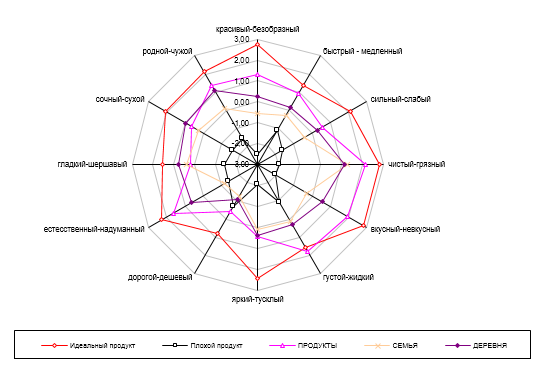 красивый-безобразный
3,00
родной-чужой
быстрый - медленный
2,00
1,00
сочный-сухой
сильный-слабый
0,00
-1,00
-2,00
гладкий-шершавый
-3,00
чистый-грязный
естесственный-надуманный
вкусный-невкусный
дорогой-дешевый
густой-жидкий
яркий-тусклый
Идеальный продукт
Плохой продукт
ПРОДУКТЫ
СЕМЬЯ
ДЕРЕВНЯ